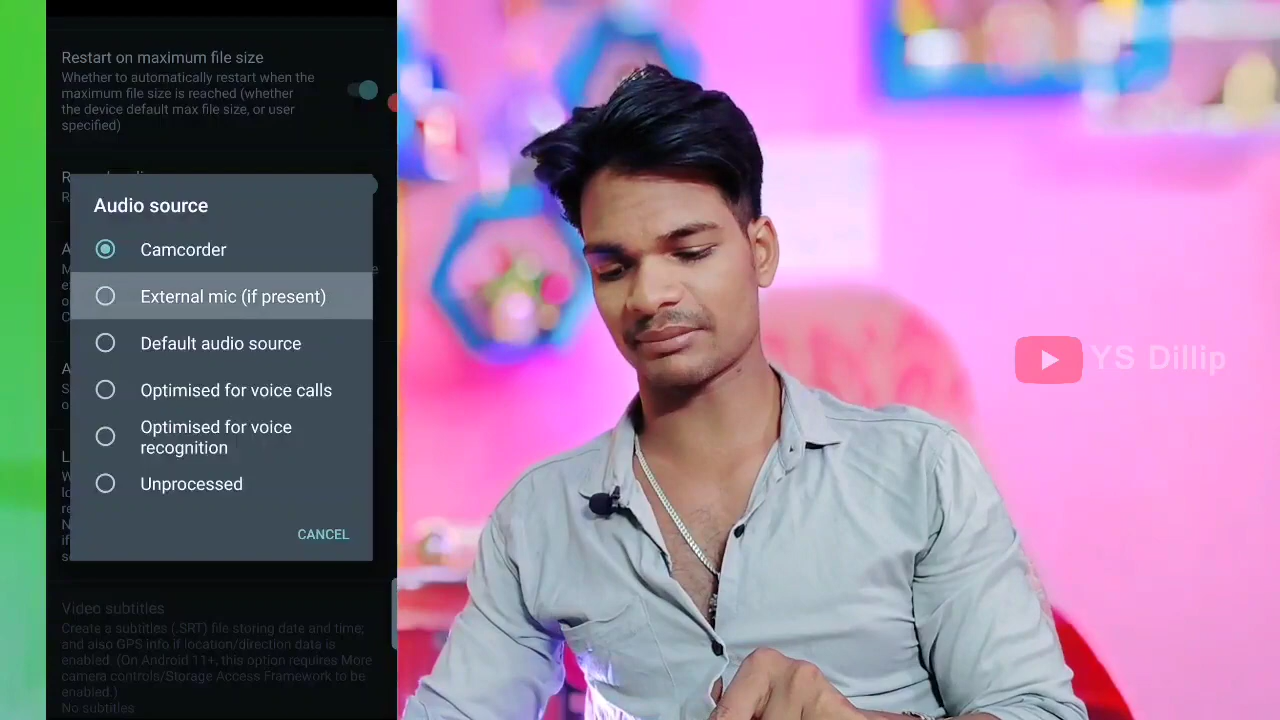 Restart on maximum file size
Whether to automatically restart when the
maximum file size is reached (whether
the device default max file size, or user
specified)
Audio source
Camcorder
External mic (if present)
Default audio source
Optimised for voice calls
Optimised for voice
recognition
Unprocessed
CANCEL
Video subtitles
Create a subtitles (.SRT) file storing date and time;
and also GPS info if location/direction data is
enabled. (On Android 11+, this option requires More
camera controls/Storage Access Framework to be
enabled.)
No subtitles
YS Dillip